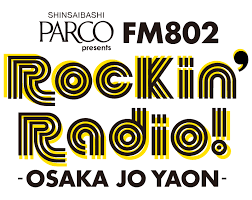 SHINSAIBASHI
PARCO FM802
presents
Rockin'
Radio!
-OSAKA JO YAON-